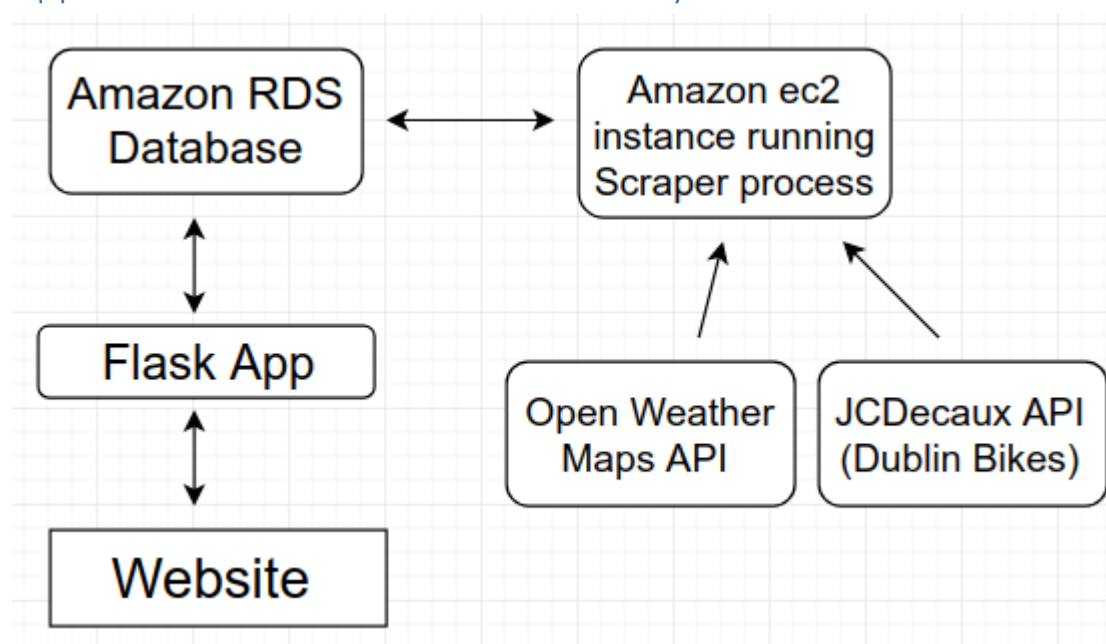 Amazon RDS
Database
Amazon ec2
instance running
Scraper process
Flask App
Open Weather
Maps API
JCDecaux API
(Dublin Bikes)
Website